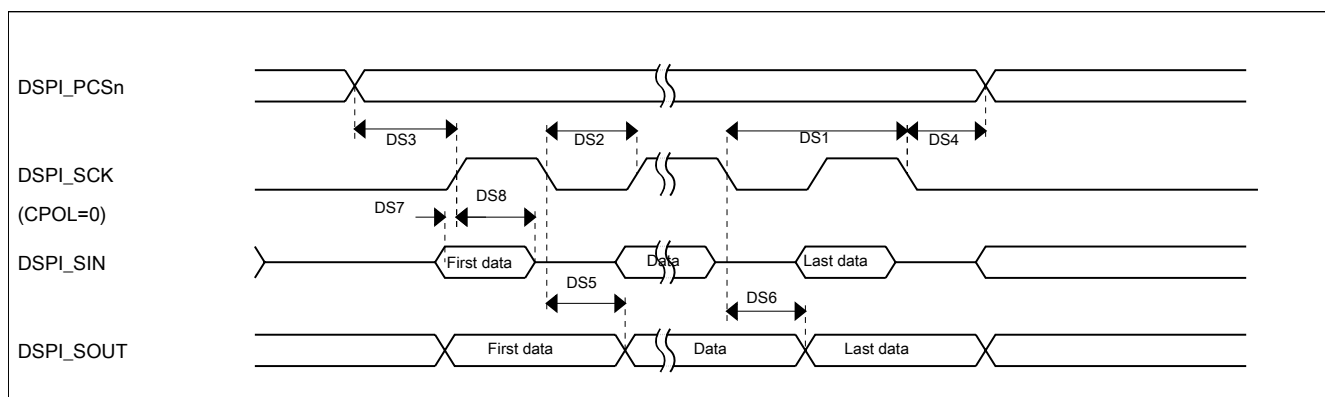 DSPI_PCSn
DS3
DS2
DS1
DS4
DSPI_SCK
(CPOL=0)
DS7
DS8
DSPI_SIN
First data
Data
Last data
DS5
DS6
DSPI_SOUT
First data
Data
Last data